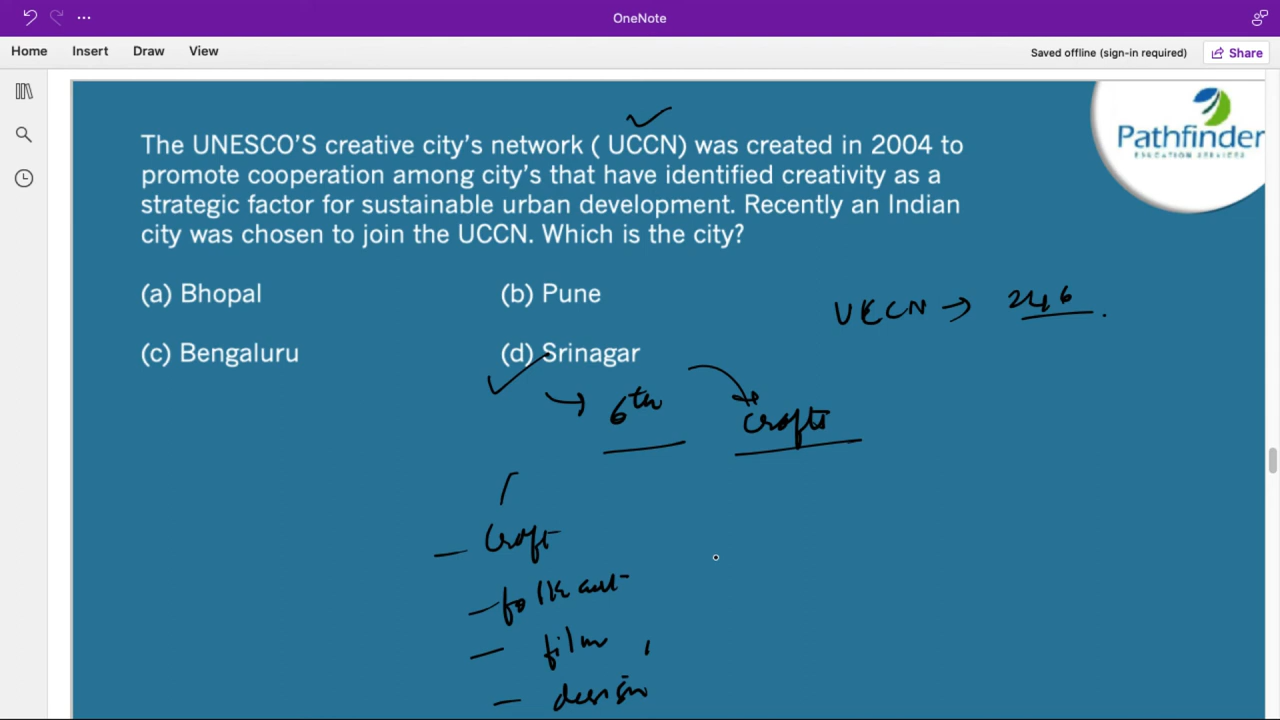 OneNote
Home Insert Draw View
Saved offline (sign-in required) Share
Pathfinder
EDUCATION SERVICES
The UNESCO'S creative city's network ( UCCN) was created in 2004 to
promote cooperation among city's that have identified creativity as a
strategic factor for sustainable urban development. Recently an Indian
city was chosen to join the UCCN. Which is the city?
(a) Bhopal (b) Pune
UCCN → 246
(c) Bengaluru (d) Srinagar
→ 6th crafts
- Craft
- folk art
- film
- design